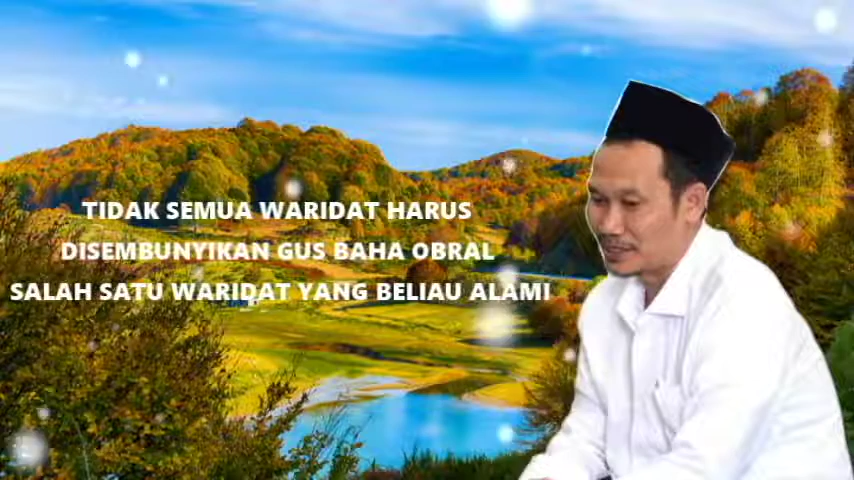 TIDAK SEMUA WARIDAT HARUS
DISEMBUNYIKAN GUS BAHA OBRAL
SALAH SATU WARIDAT YANG BELIAU ALAMI